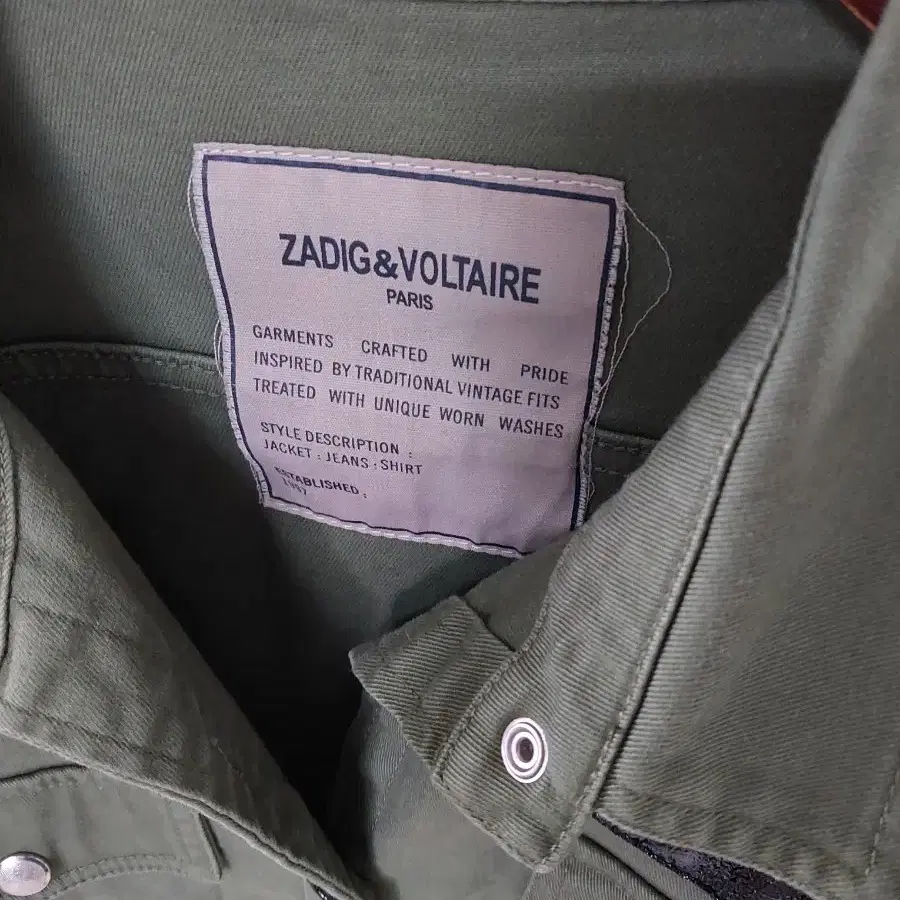 ZADIG&VOLTAIRE
PARIS
GARMENTS CRAFTED WITH PRIDE
INSPIRED BY TRADITIONAL VINTAGE FITS
TREATED WITH UNIQUE WORN WASHES
STYLE DESCRIPTION :
JACKET : JEANS : SHIRT
ESTABLISHED :
1997